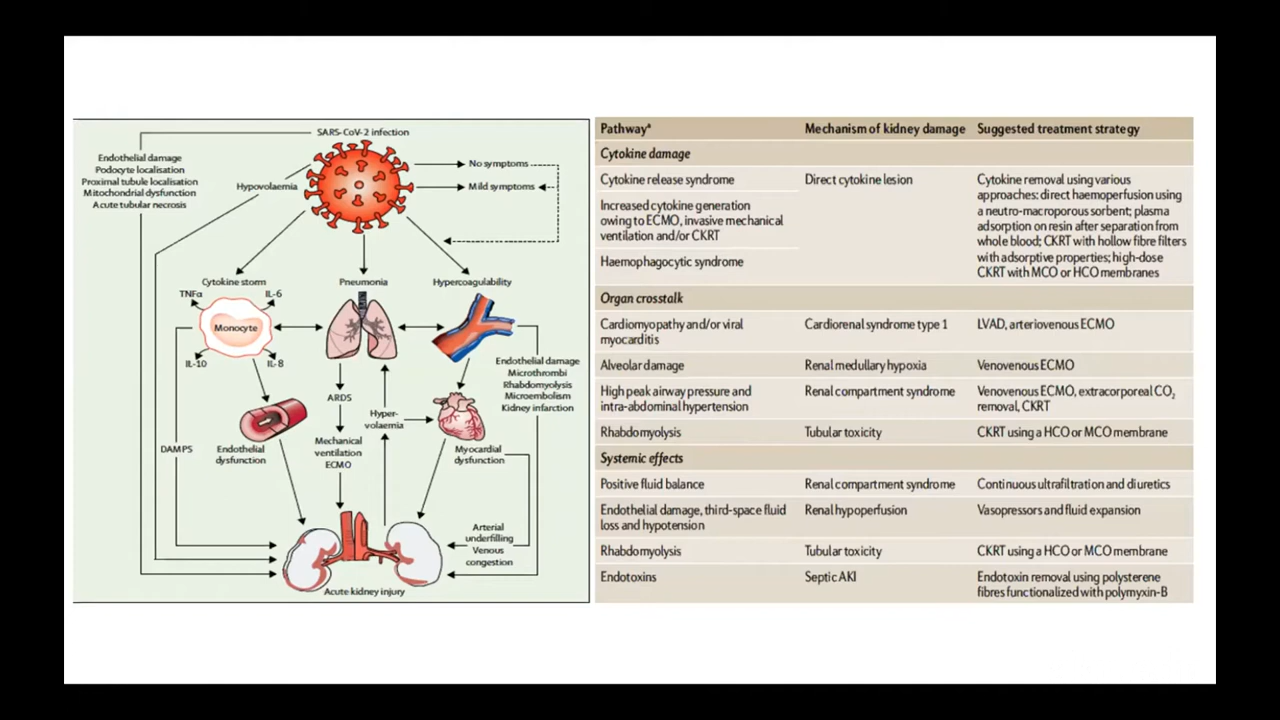 SARS-CoV-2 infection
Endothelial damage
Podocyte localisation
Proximal tubule localisation
Mitochondrial dysfunction
Acute tubular necrosis
Hypovolaemia
No symptoms
Mild symptoms
Cytokine storm
Pneumonia
Hypercoagulability
TNFα
IL-6
Monocyte
IL-10
IL-8
Endothelial damage
Microthrombi
Rhabdomyolysis
Microembolism
Kidney infarction
ARDS
Hyper-
volaemia
DAMPS
Endothelial
dysfunction
Mechanical
ventilation
ECMO
Myocardial
dysfunction
Arterial
underfilling
Venous
congestion
Acute kidney injury
Pathway* Mechanism of kidney damage Suggested treatment strategy
Cytokine damage
Cytokine release syndrome
Increased cytokine generation
owing to ECMO, invasive mechanical
ventilation and/or CKRT
Haemophagocytic syndrome
Direct cytokine lesion
Cytokine removal using various
approaches: direct haemoperfusion using
a neutro-macroporous sorbent; plasma
adsorption on resin after separation from
whole blood; CKRT with hollow fibre filters
with adsorptive properties; high-dose
CKRT with MCO or HCO membranes
Organ crosstalk
Cardiomyopathy and/or viral
myocarditis
Cardiorenal syndrome type 1
LVAD, arteriovenous ECMO
Alveolar damage
Renal medullary hypoxia
Venovenous ECMO
High peak airway pressure and
intra-abdominal hypertension
Renal compartment syndrome
Venovenous ECMO, extracorporeal CO₂
removal, CKRT
Rhabdomyolysis
Tubular toxicity
CKRT using a HCO or MCO membrane
Systemic effects
Positive fluid balance
Renal compartment syndrome
Continuous ultrafiltration and diuretics
Endothelial damage, third-space fluid
loss and hypotension
Renal hypoperfusion
Vasopressors and fluid expansion
Rhabdomyolysis
Tubular toxicity
CKRT using a HCO or MCO membrane
Endotoxins
Septic AKI
Endotoxin removal using polysterene
fibres functionalized with polymyxin-B